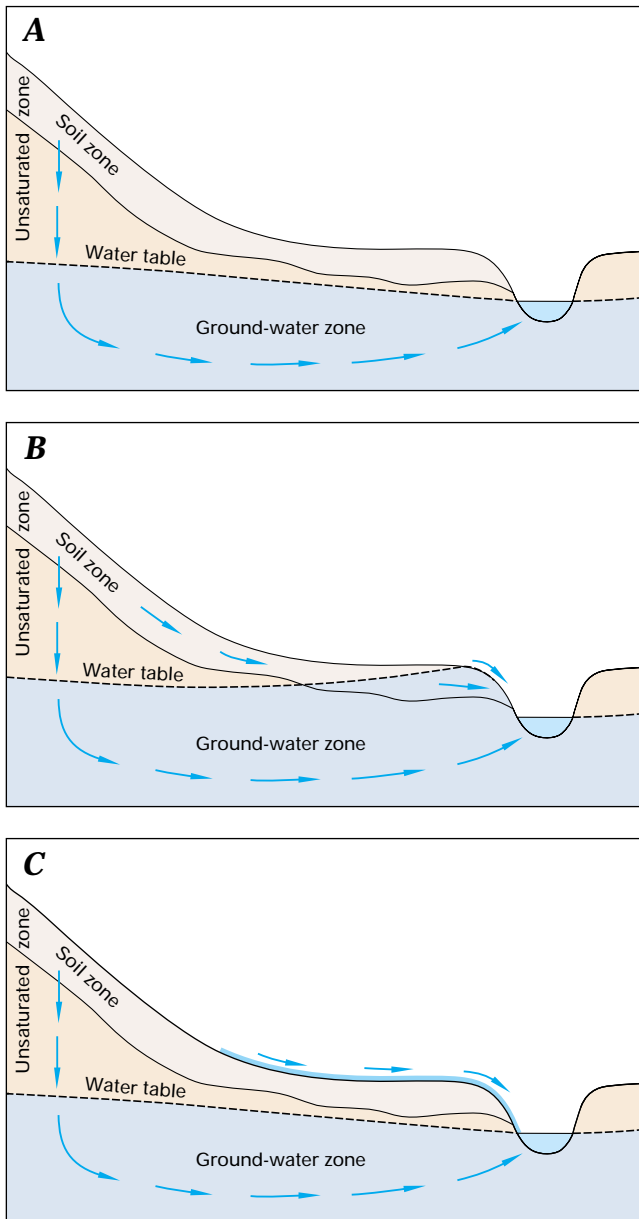 A
Unsaturated zone
Soil zone
Water table
Ground-water zone
B
Unsaturated zone
Soil zone
Water table
Ground-water zone
C
Unsaturated zone
Soil zone
Water table
Ground-water zone